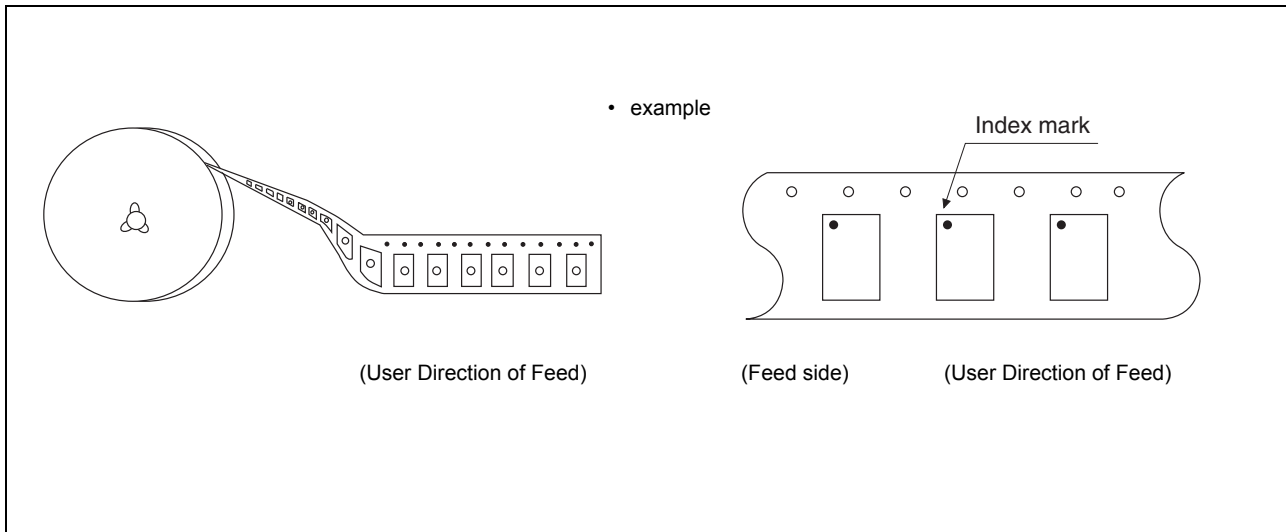 • example
Index mark
(User Direction of Feed)
(Feed side)
(User Direction of Feed)